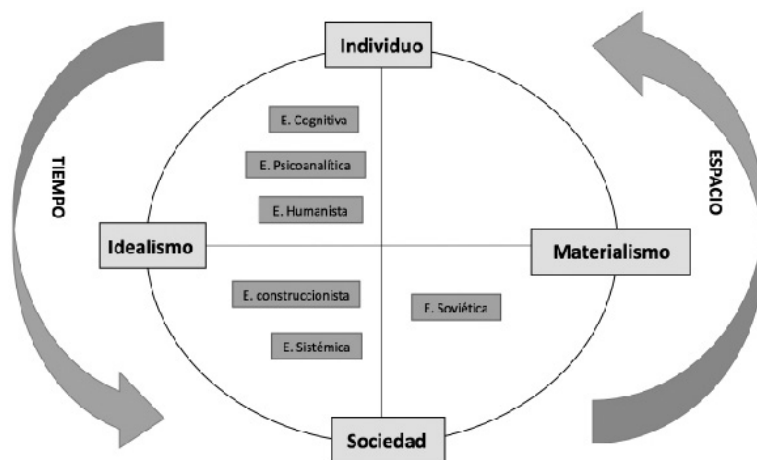 Individuo
E. Cognitiva
E. Psicoanalítica
TIEMPO
ESPACIO
E. Humanista
Idealismo
Materialismo
E. construccionista
E. Soviética
E. Sistémica
Sociedad